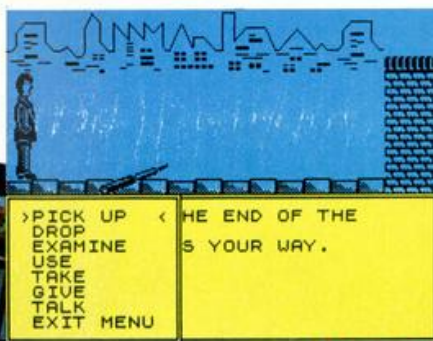 >PICK UP < HE END OF THE
DROP
EXAMINE S YOUR WAY.
USE
TAKE
GIVE
TALK
EXIT MENU